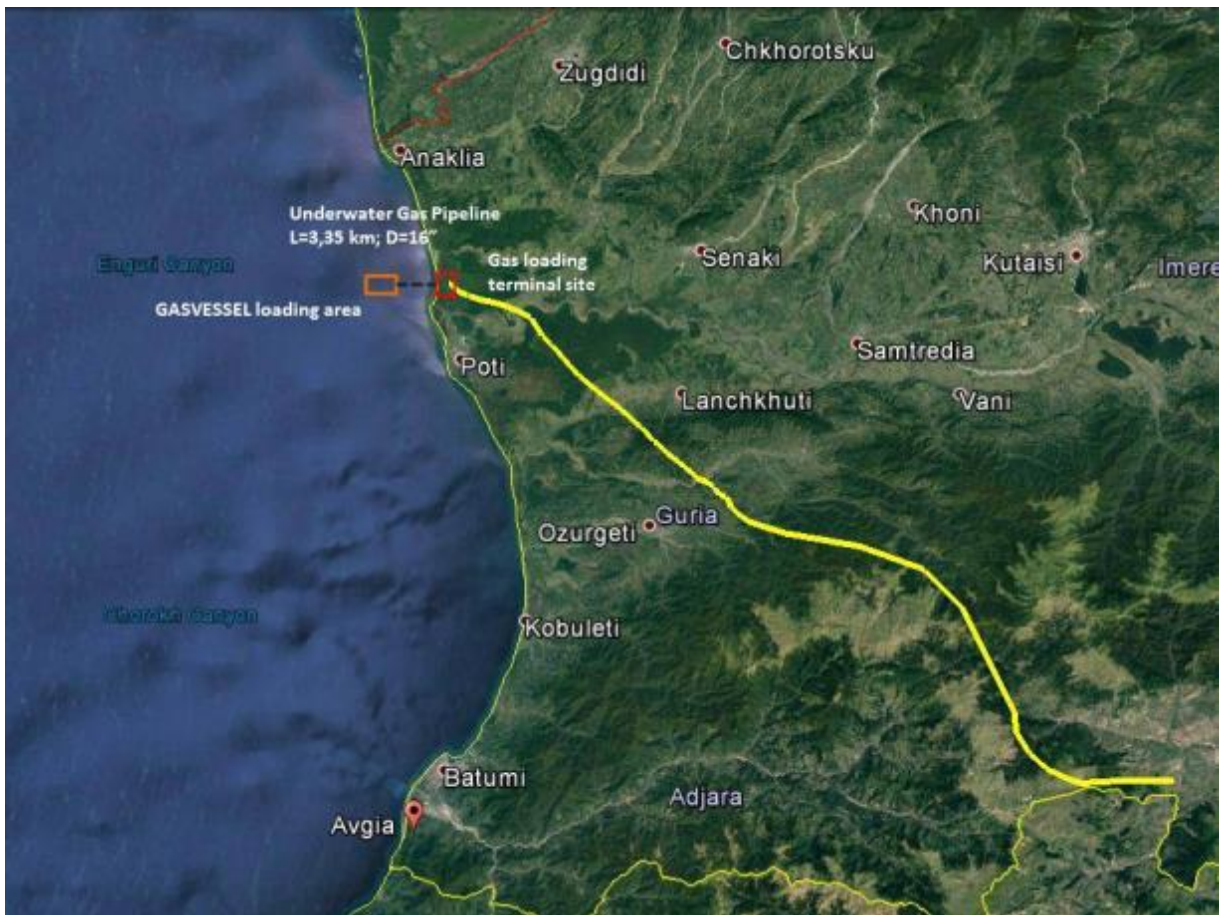 Chkhorotsku
Zugdidi
Anaklia
Underwater Gas Pipeline
L=3,35 km; D=16"
Khoni
Enguri Canyon
Gas loading
terminal site
Senaki
Kutaisi
Imere
GASVESSEL loading area
Samtredia
Poti
Lanchkhuti
Vani
Guria
Ozurgeti
Chorokh Canyon
Kobuleti
Batumi
Adjara
Avgia